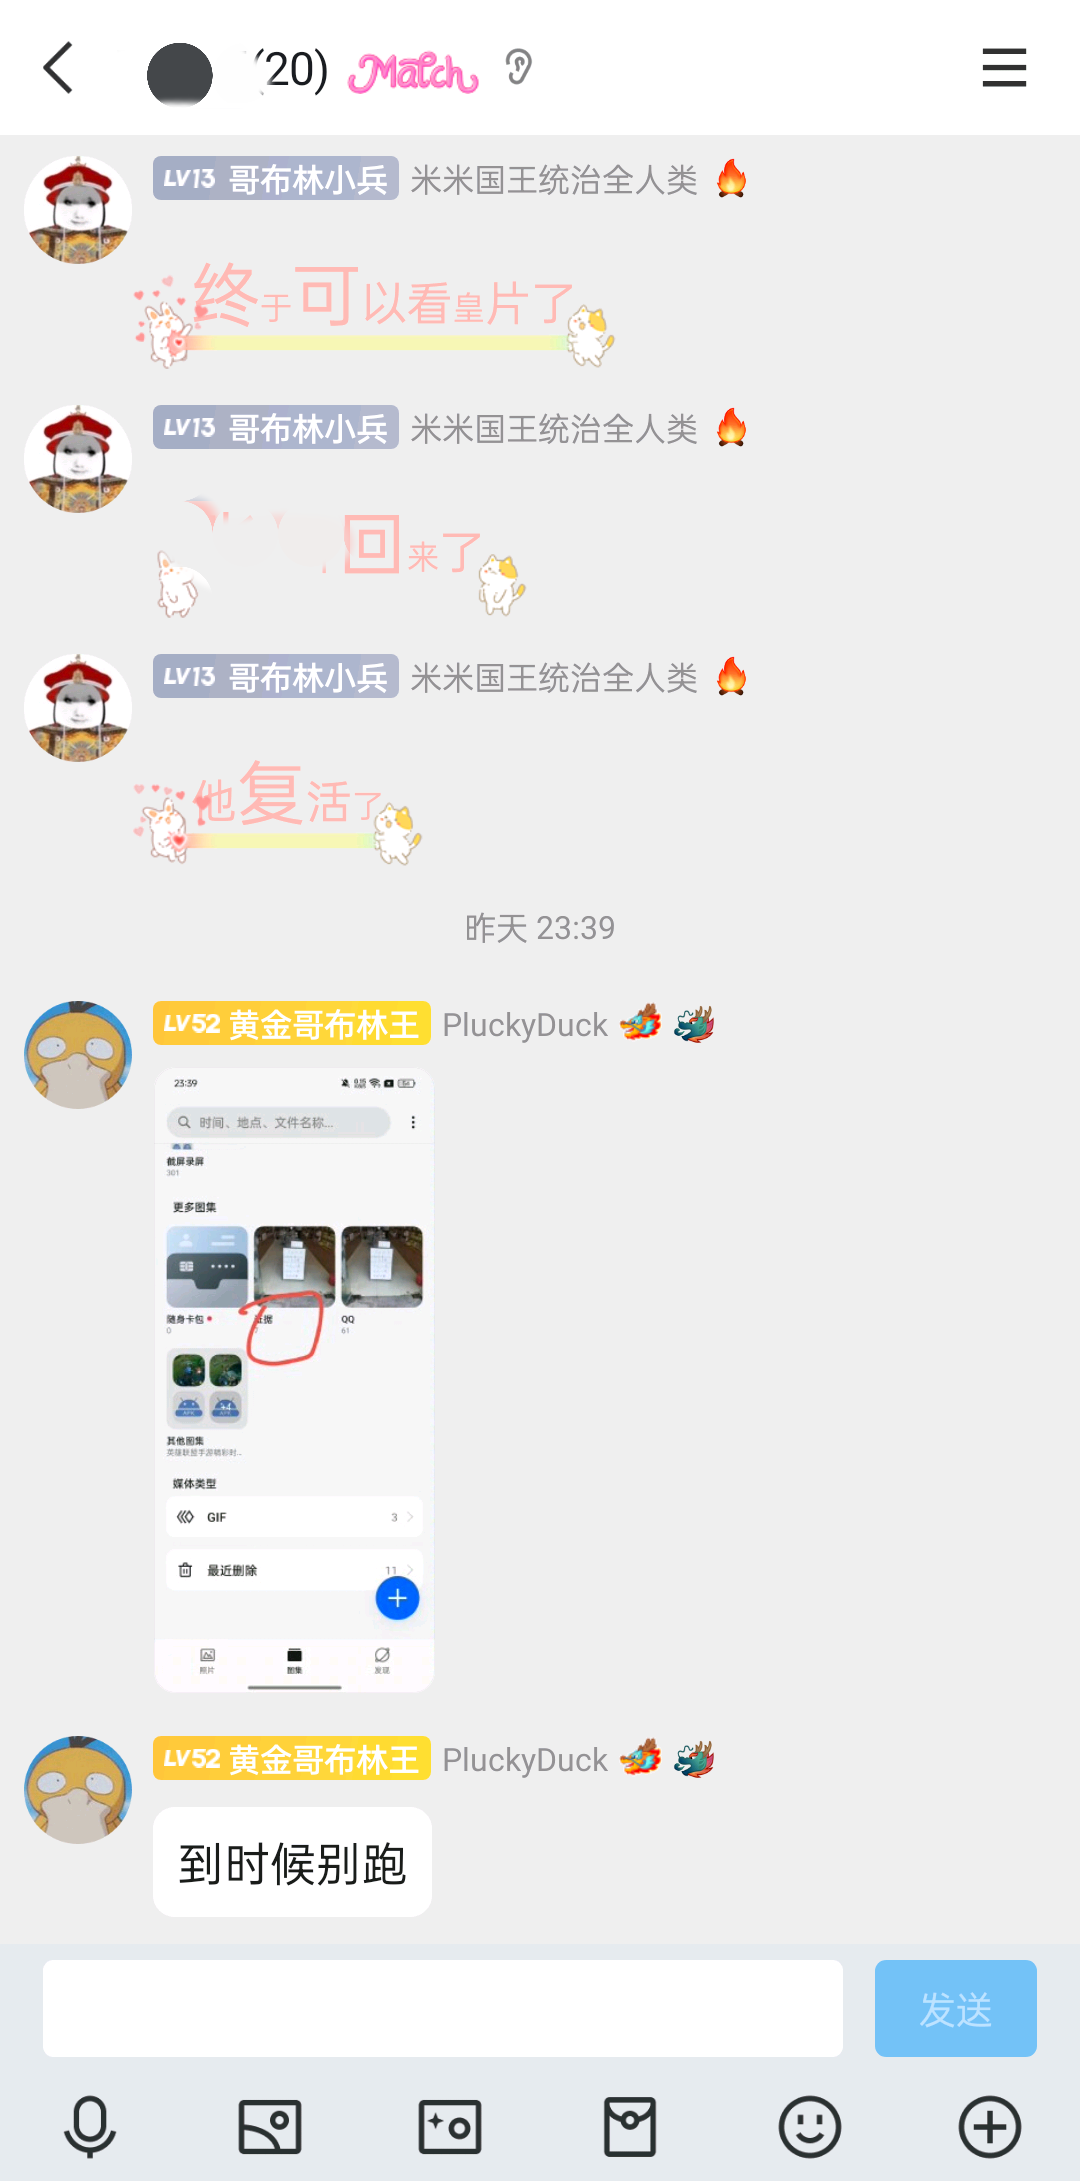 (20) Match
LV13 哥布林小兵 米米国王统治全人类
终于可以看皇片了
LV13 哥布林小兵 米米国王统治全人类
回来了
LV13 哥布林小兵 米米国王统治全人类
他复活了
昨天 23:39
LV52 黄金哥布林王 PluckyDuck
23:39
时间、地点、文件名称...
截屏录屏
301
更多图集
随身卡包 证据 QQ
0 7 61
+4
其他图集
英雄联盟手游精彩时...
媒体类型
GIF 3
最近删除 11
照片 图集 发现
LV52 黄金哥布林王 PluckyDuck
到时候别跑
发送